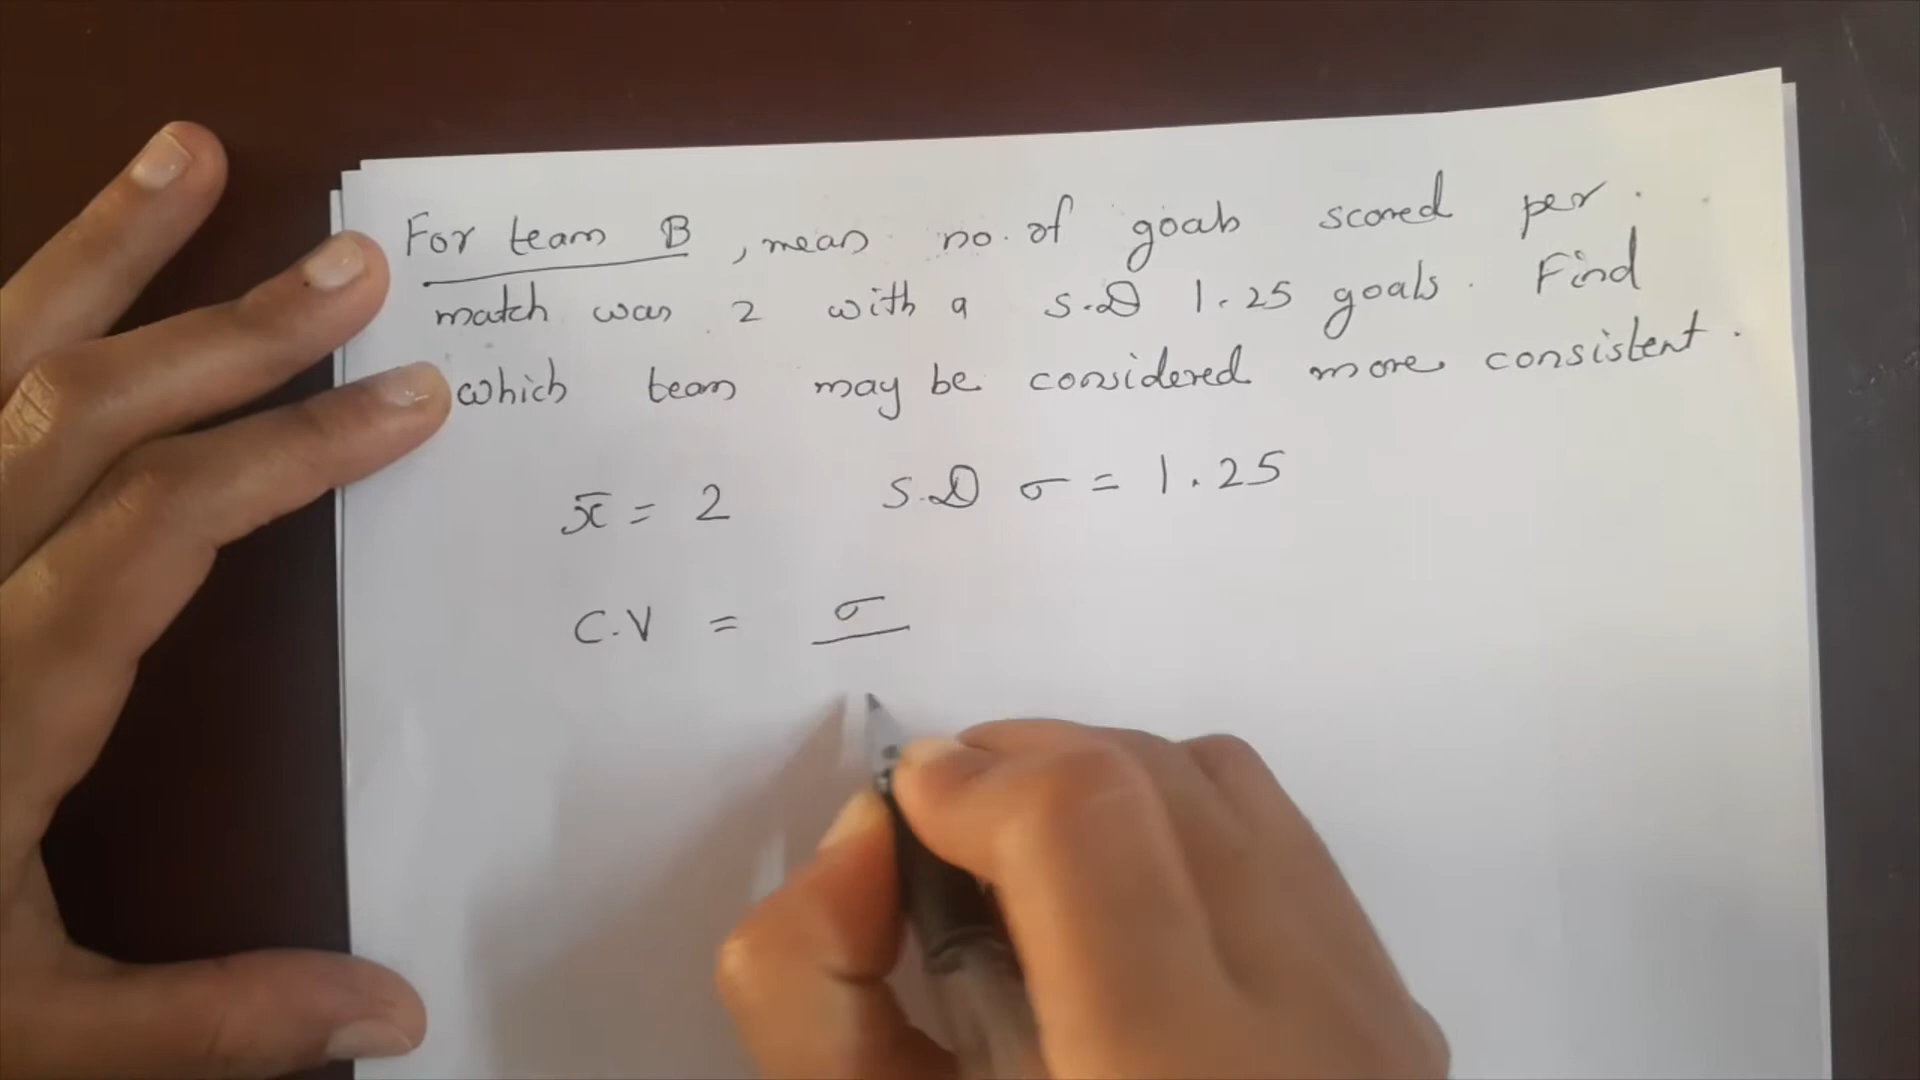 For team B, mean no. of goals scored per
match was 2 with a S.D 1.25 goals. Find
which team may be considered more consistent.
x̄ = 2 S.D σ = 1.25
C.V = σ